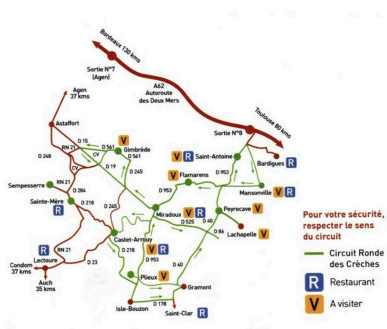 Bordeaux 130 kms
Sortie N°7
(Agen)
A62
Autoroute
des Deux Mers
Toulouse 80 kms
Agen
37 kms
Sortie N°8
Astaffort
D 15
V
RN 21
D 561
Gimbrède
D 248
CV
D 561
V R Saint-Antoine
Bardigues R
RN 21
CV
D 19
D 245
D 953
Flamarens
V
Sempesserre
RN 21
D 284
D 953
Mansonville V R
Sainte-Mère
R
D 218
D 245
Miradoux V R
Peyrecave V
D 525
D 40
D 86
Lachapelle V
Castet-Arrouy
R
Lectoure
RN 21
D 218
V R
D 953
D 23
D 40
Condom
37 kms
Auch
35 kms
Plieux V
Gramont
Isle-Bouzon
D 178
Saint-Clar R
Pour votre sécurité,
respecter le sens
du circuit
Circuit Ronde
des Crèches
R Restaurant
V A visiter